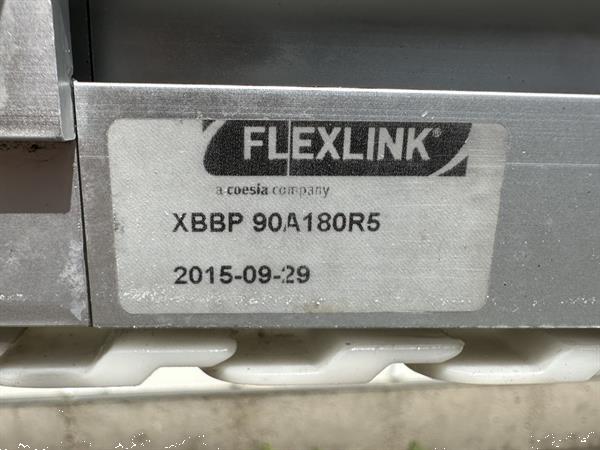 FLEXLINK®
a coesia company
XBBP 90A180R5
2015-09-29